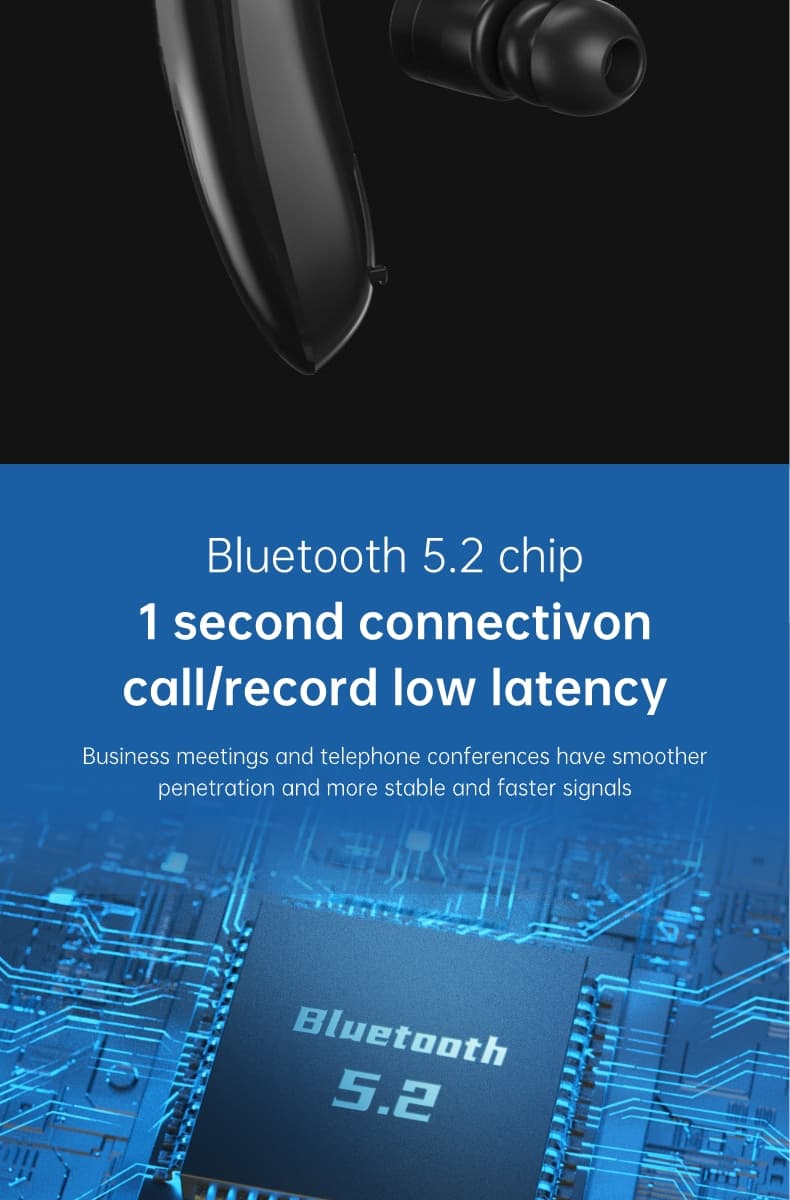 Bluetooth 5.2 chip
1 second connectivon
call/record low latency
Business meetings and telephone conferences have smoother
penetration and more stable and faster signals
Bluetooth
5.2